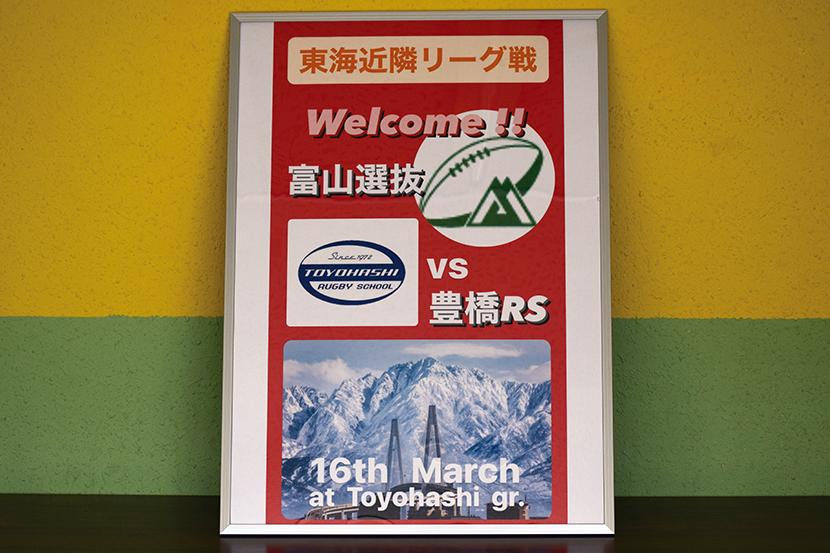 東海近隣リーグ戦
Welcome !!
富山選抜
Since 1972
TOYOHASHI
RUGBY SCHOOL
vs
豊橋RS
16th March
at Toyohashi gr.